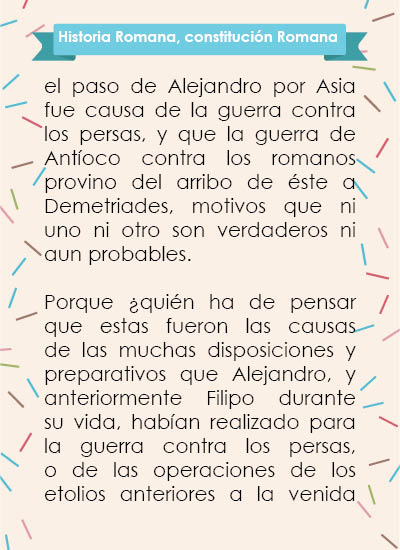 Historia Romana, constitución Romana
el paso de Alejandro por Asia
fue causa de la guerra contra
los persas, y que la guerra de
Antíoco contra los romanos
provino del arribo de éste a
Demetriades, motivos que ni
uno ni otro son verdaderos ni
aun probables.
Porque ¿quién ha de pensar
que estas fueron las causas
de las muchas disposiciones y
preparativos que Alejandro, y
anteriormente Filipo durante
su vida, habían realizado para
la guerra contra los persas,
o de las operaciones de los
etolios anteriores a la venida